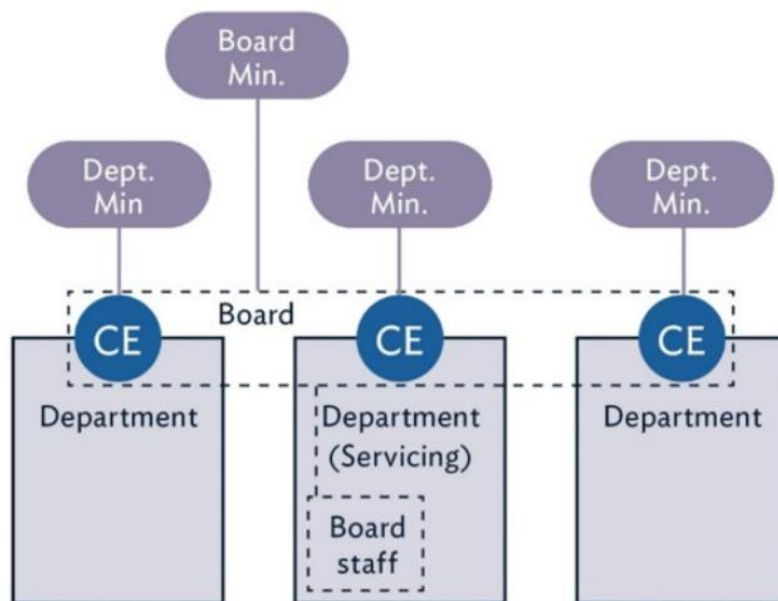 Board
Min.
Dept.
Min
Dept.
Min.
Dept.
Min.
Board
CE
CE
CE
Department
Department
(Servicing)
Department
Board
staff